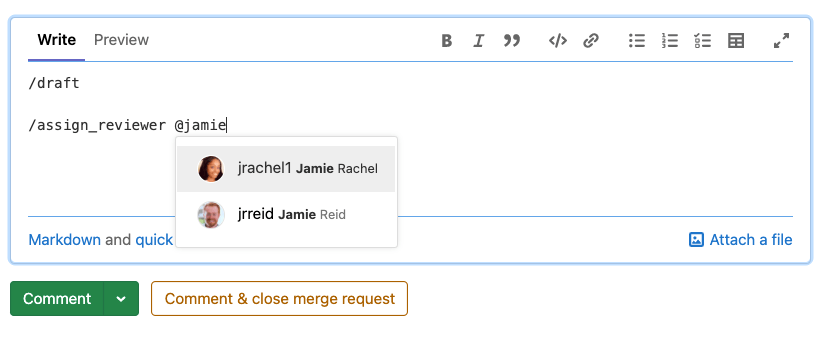 Write Preview
/draft
/assign_reviewer @jamie
jrachel1 Jamie Rachel
jrreid Jamie Reid
Markdown and quick
Attach a file
Comment
Comment & close merge request